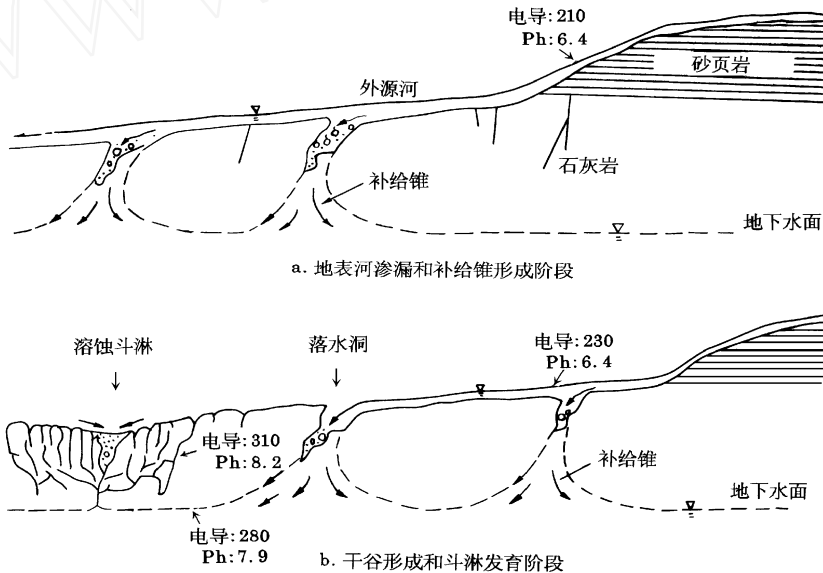 电导:210
Ph:6.4
砂页岩
外源河
石灰岩
补给锥
地下水面
a. 地表河渗漏和补给锥形成阶段
溶蚀斗淋
落水洞
电导:230
Ph:6.4
电导:310
Ph:8.2
补给锥
地下水面
电导:280
Ph:7.9
b. 干谷形成和斗淋发育阶段